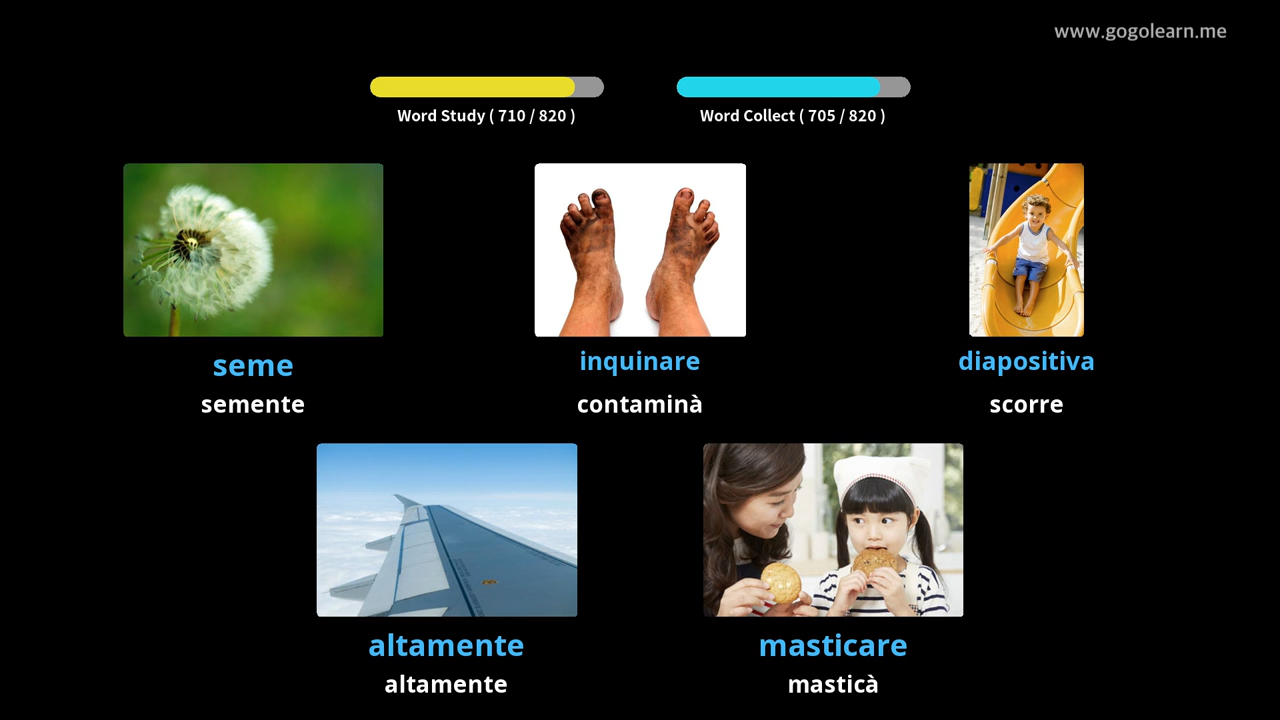 www.gogolearn.me
Word Study ( 710 / 820 )
Word Collect ( 705 / 820 )
seme
semente
inquinare
contaminà
diapositiva
scorre
altamente
altamente
masticare
masticà